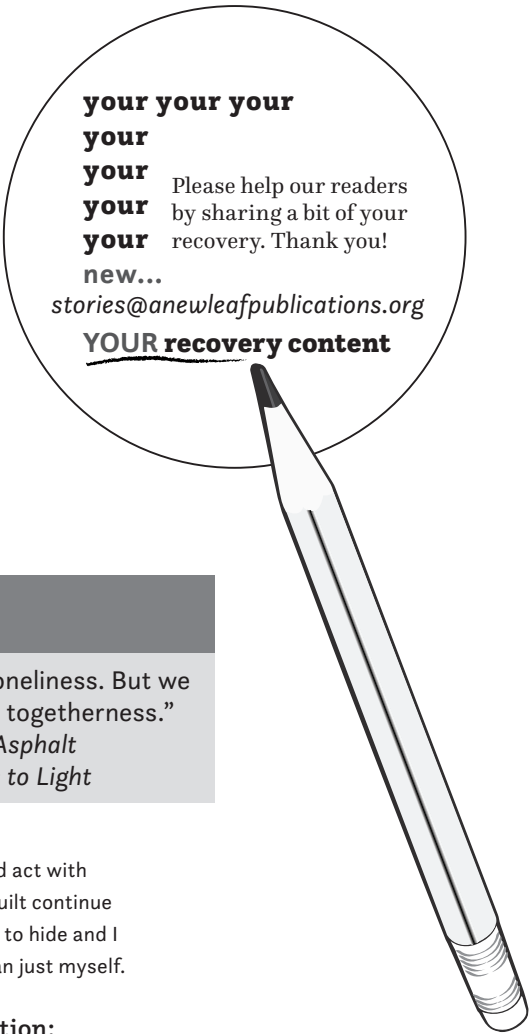 your your your
your
your
your
your
Please help our readers
by sharing a bit of your
recovery. Thank you!
new...
stories@anewleafpublications.org
YOUR recovery content
oneliness. But we
togetherness.”
Asphalt
to Light
d act with
uilt continue
to hide and I
an just myself.
tion: